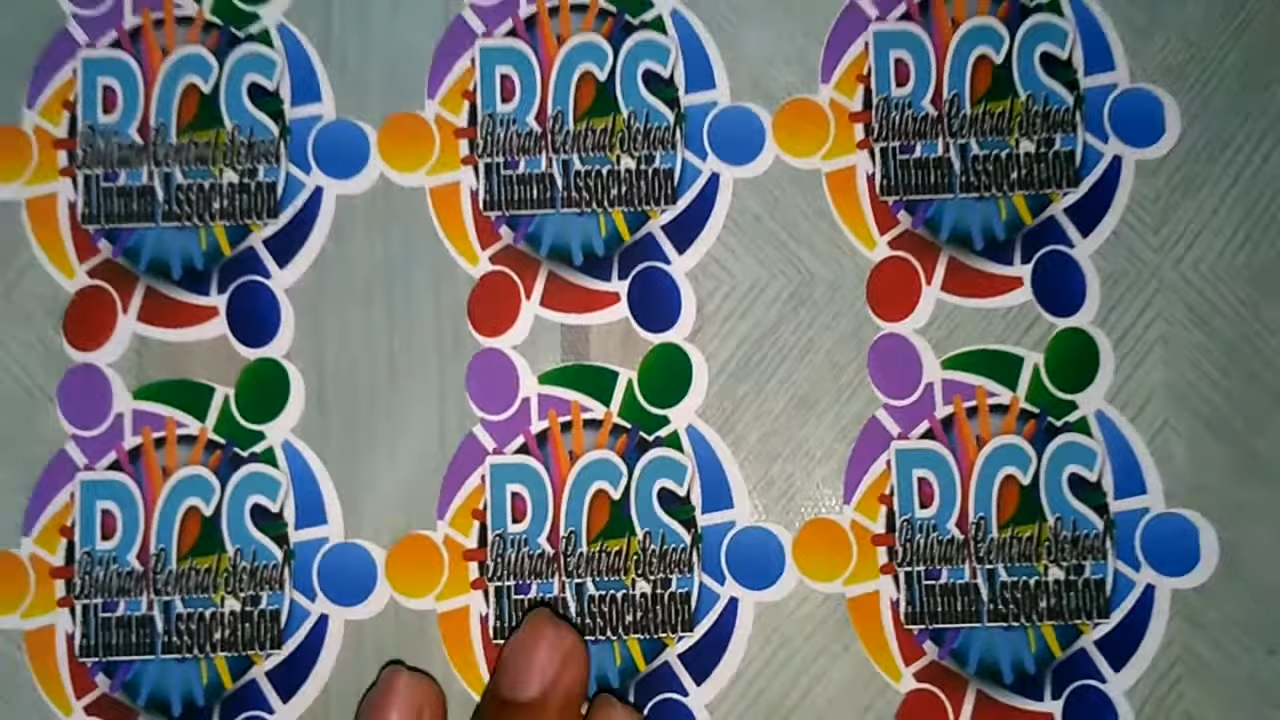 BCS
Biliran Central School
Alumni Association
BCS
Biliran Central School
Alumni Association
BCS
Biliran Central School
Alumni Association
BCS
Biliran Central School
Alumni Association
BCS
Biliran Central School
Association
BCS
Biliran Central School
Alumni Association